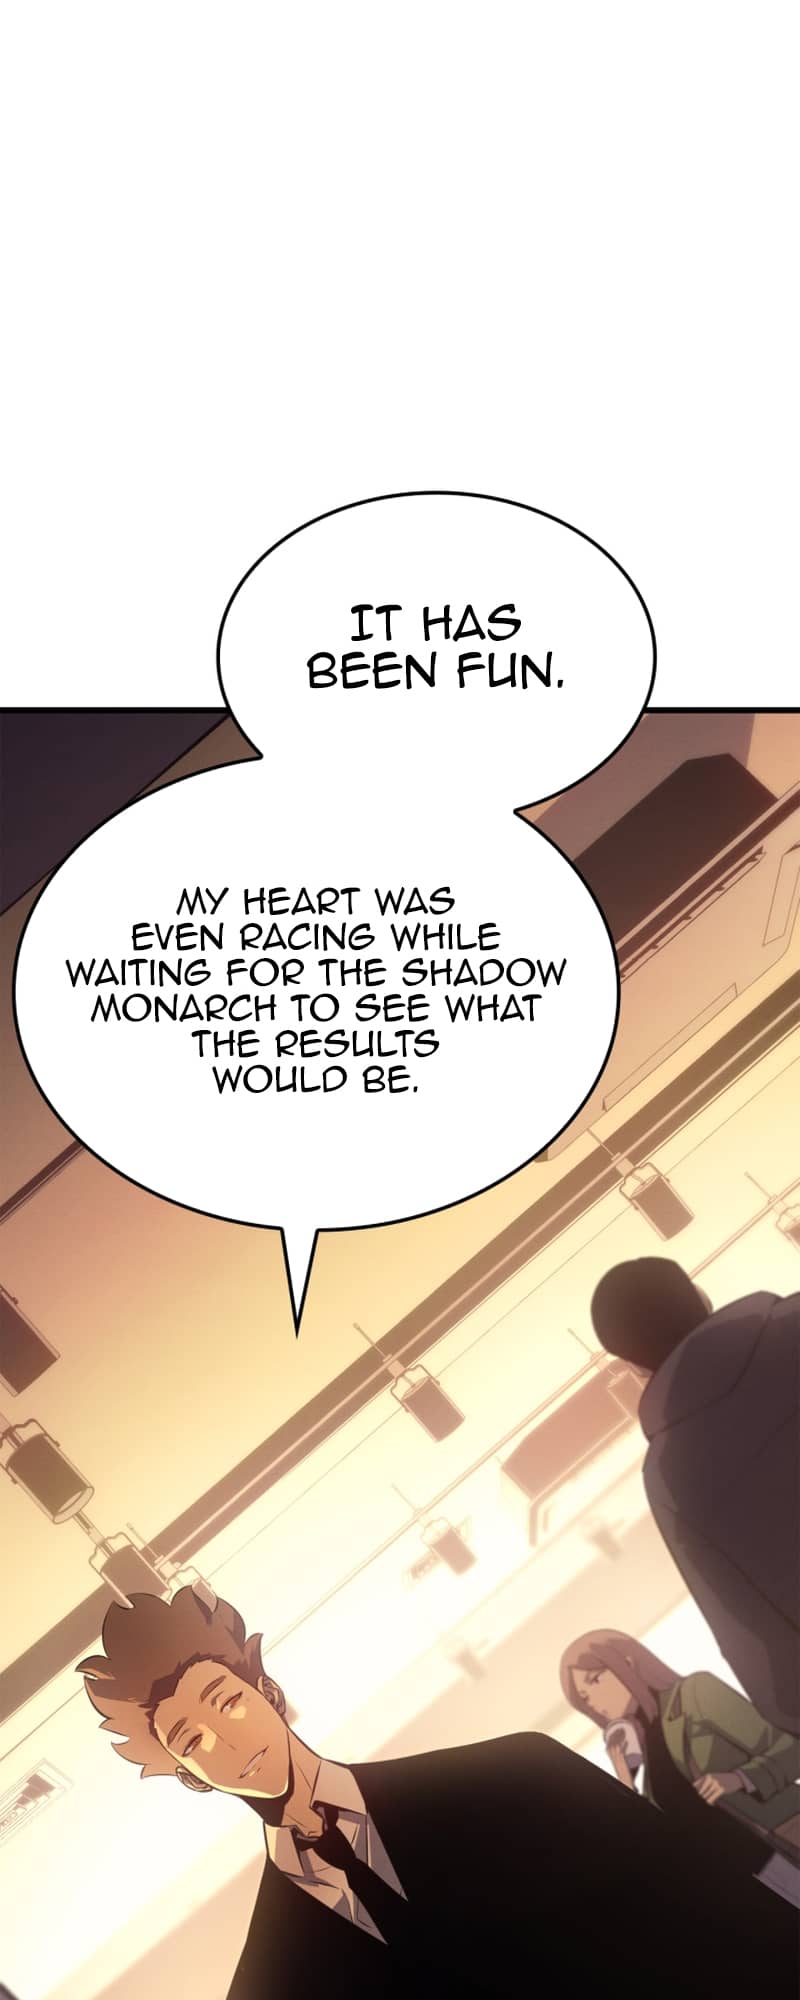 IT HAS
BEEN FUN.
MY HEART WAS
EVEN RACING WHILE
WAITING FOR THE SHADOW
MONARCH TO SEE WHAT
THE RESULTS
WOULD BE.